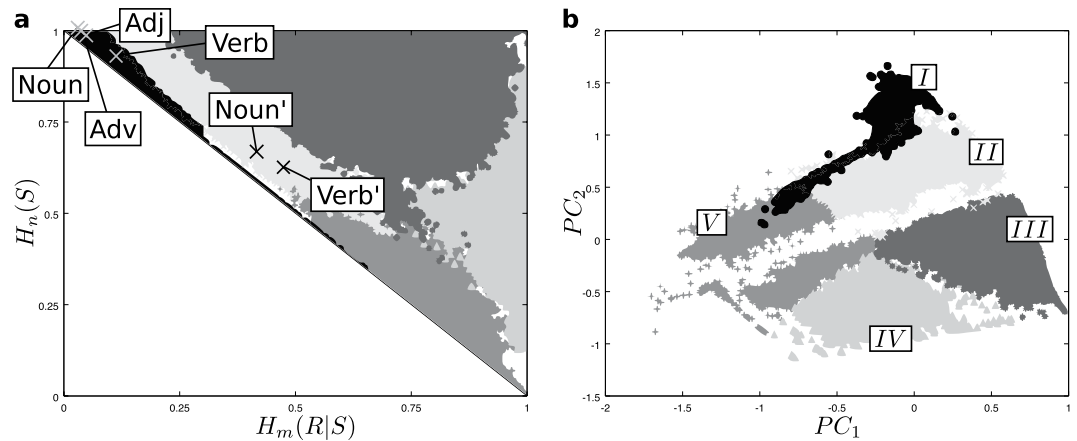 a
b
Adj
Verb
Noun
Adv
Noun'
Verb'
1
0.75
0.5
0.25
0
H_n(S)
0
0.25
0.5
0.75
1
H_m(R|S)
2
1.5
1
0.5
0
-0.5
-1
-1.5
PC_2
I
II
III
V
IV
-2
-1.5
-1
-0.5
0
0.5
1
PC_1